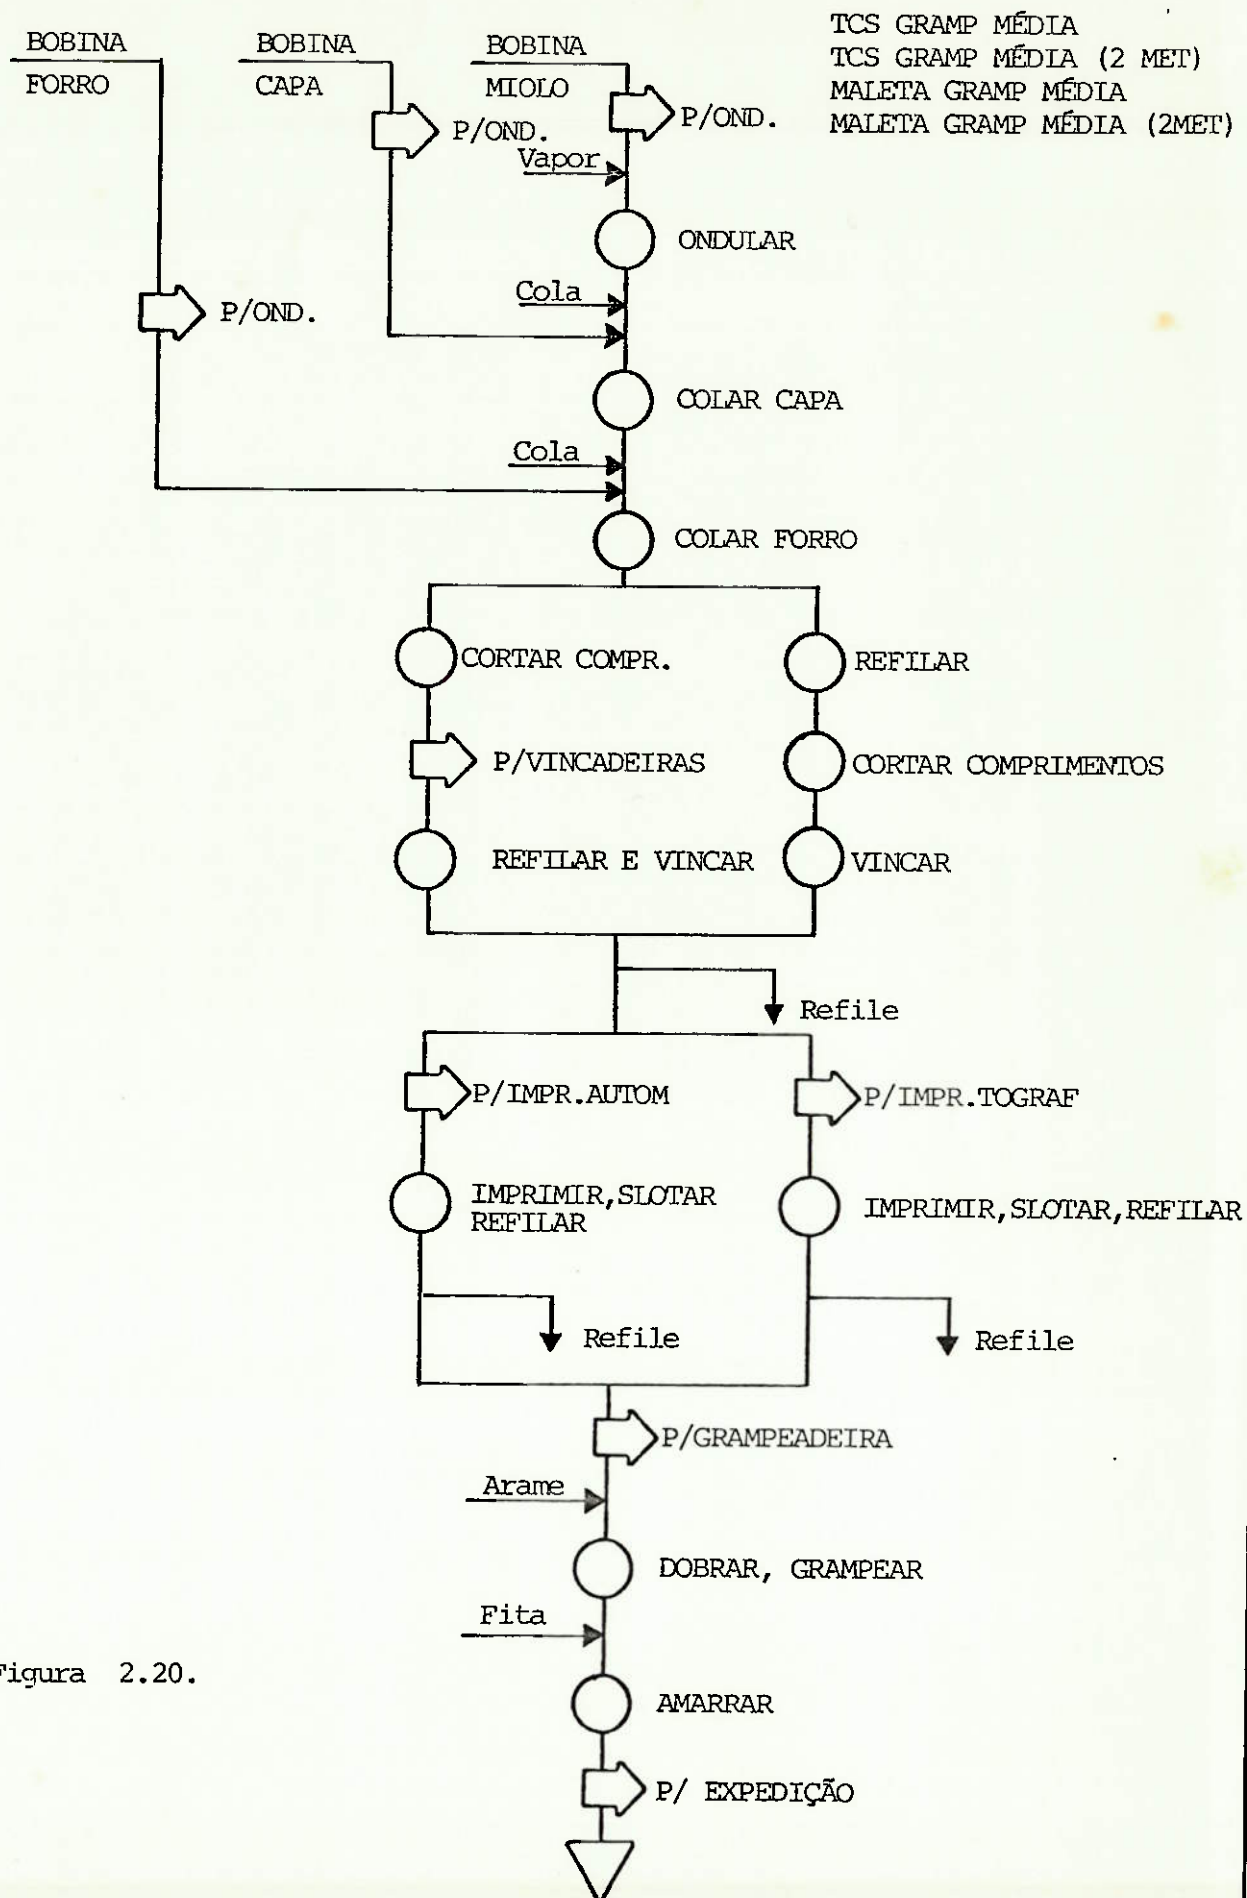 TCS GRAMP MÉDIA
TCS GRAMP MÉDIA (2 MET)
MALETA GRAMP MÉDIA
MALETA GRAMP MÉDIA (2MET)
BOBINA
FORRO
BOBINA
CAPA
BOBINA
MIOLO
P/OND.
P/OND.
Vapor
ONDULAR
Cola
P/OND.
COLAR CAPA
Cola
COLAR FORRO
CORTAR COMPR.
REFILAR
P/VINCADEIRAS
CORTAR COMPRIMENTOS
REFILAR E VINCAR
VINCAR
Refile
P/IMPR.AUTOM
P/IMPR.TOGRAF
IMPRIMIR,SLOTAR
REFILAR
IMPRIMIR,SLOTAR,REFILAR
Refile
Refile
P/GRAMPEADEIRA
Arame
DOBRAR, GRAMPEAR
Fita
Figura 2.20.
AMARRAR
P/ EXPEDIÇÃO